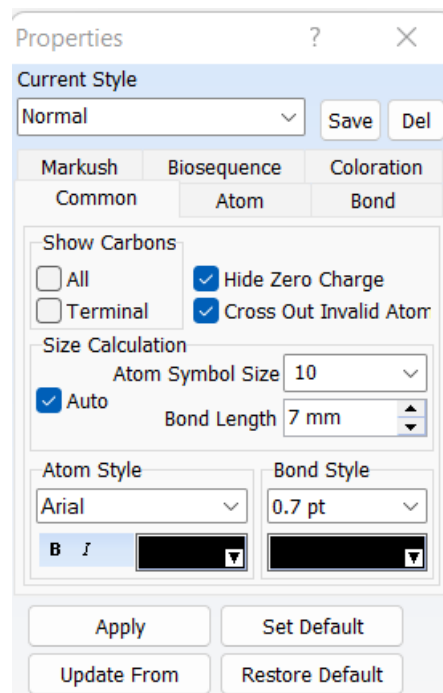 Properties ?
Current Style
Normal Save Del
Markush Biosequence Coloration
Common Atom Bond
Show Carbons
All Hide Zero Charge
Terminal Cross Out Invalid Atom
Size Calculation
Atom Symbol Size 10
Auto
Bond Length 7 mm
Atom Style Bond Style
Arial 0.7 pt
B I
Apply Set Default
Update From Restore Default